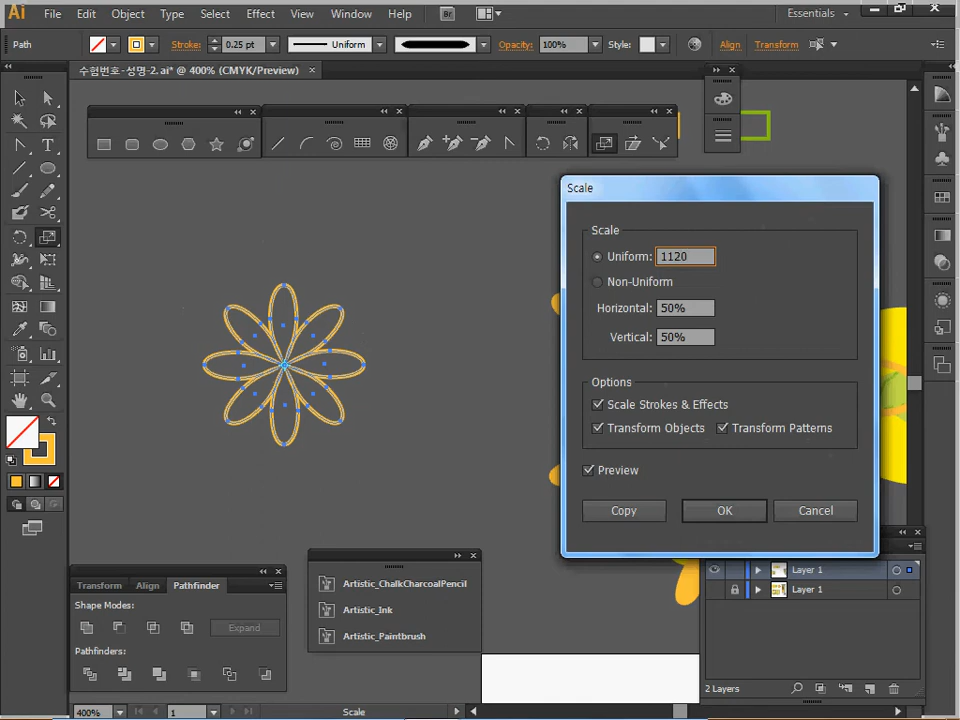 Ai File Edit Object Type Select Effect View Window Help Br Essentials
Path Stroke: 0.25 pt Uniform Opacity: 100% Style: Align Transform
수험번호-성명-2.ai* @ 400% (CMYK/Preview)
Scale
Scale
Uniform: 1120
Non-Uniform
Horizontal: 50%
Vertical: 50%
Options
Scale Strokes & Effects
Transform Objects Transform Patterns
Preview
Copy OK Cancel
Transform Align Pathfinder
Shape Modes:
Expand
Pathfinders:
Artistic_ChalkCharcoalPencil
Artistic_Ink
Artistic_Paintbrush
Layer 1
Layer 1
2 Layers
400% 1 Scale